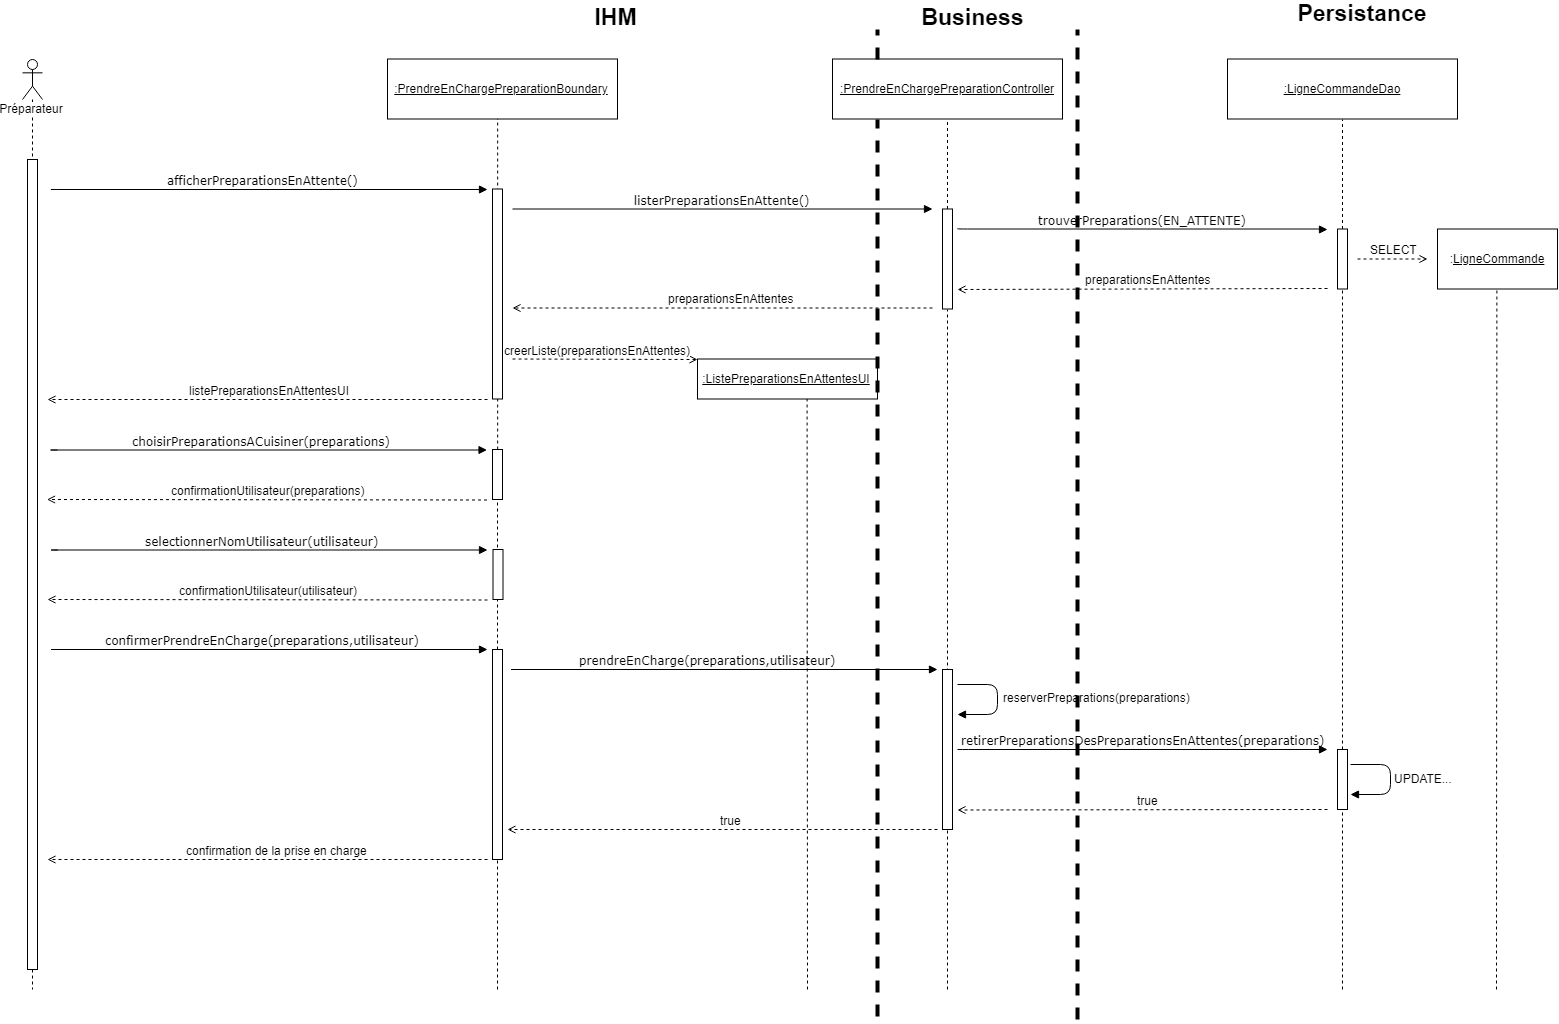 IHM
Business
Persistance
Préparateur
:PrendreEnChargePreparationBoundary
:PrendreEnChargePreparationController
:LigneCommandeDao
afficherPreparationsEnAttente()
listerPreparationsEnAttente()
trouverPreparations(EN_ATTENTE)
SELECT
:LigneCommande
preparationsEnAttentes
preparationsEnAttentes
creerListe(preparationsEnAttentes)
:ListePreparationsEnAttentesUI
listePreparationsEnAttentesUI
choisirPreparationsACuisiner(preparations)
confirmationUtilisateur(preparations)
selectionnerNomUtilisateur(utilisateur)
confirmationUtilisateur(utilisateur)
confirmerPrendreEnCharge(preparations,utilisateur)
prendreEnCharge(preparations,utilisateur)
reserverPreparations(preparations)
retirerPreparationsDesPreparationsEnAttentes(preparations)
UPDATE...
true
true
confirmation de la prise en charge